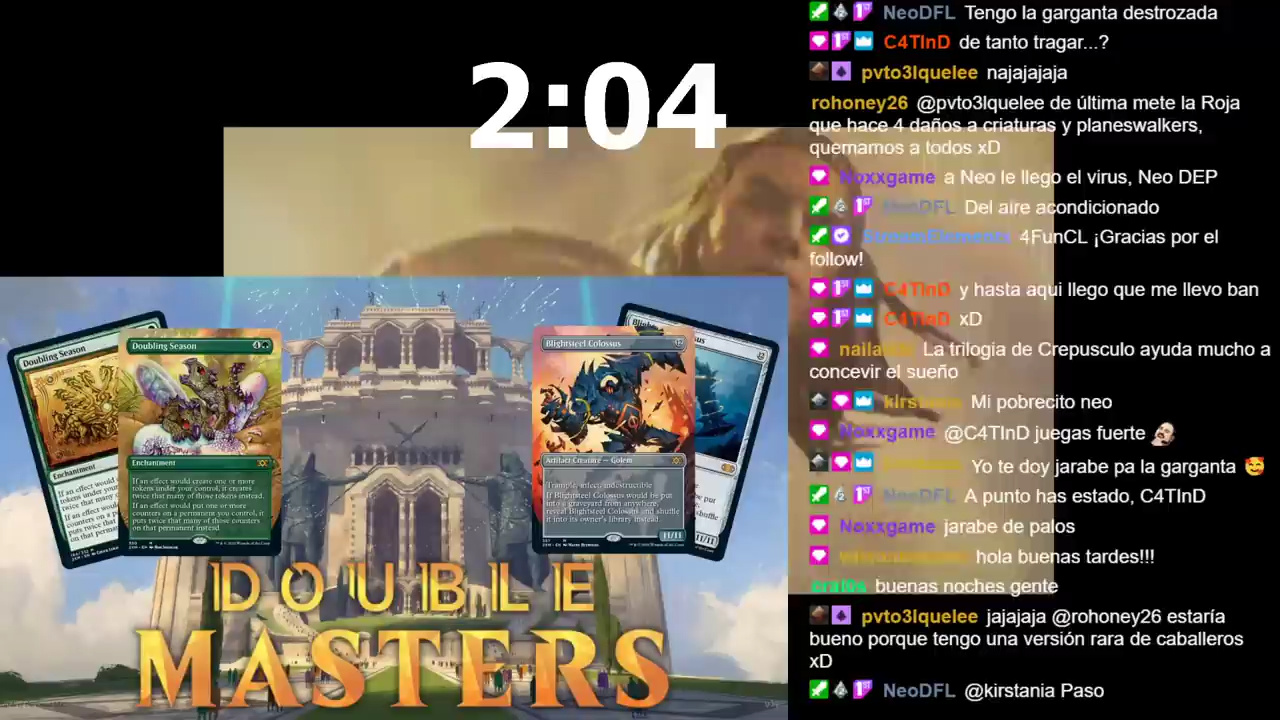 2:04
Doubling Season
Enchantment
If an effect would
Doubling Season
Enchantment
If an effect would create one or more
tokens under your control, it creates
twice that many of those tokens instead.
If an effect would put one or more
counters on a permanent you control, it
puts twice that many of those counters
on that permanent instead.
Blightsteel Colossus
Artifact Creature — Golem
Trample, infect, indestructible
If Blightsteel Colossus would be put
into a graveyard from anywhere,
reveal Blightsteel Colossus and shuffle
it into its owner's library instead.
11/11
11/11
DOUBLE
MASTERS
NeoDFL Tengo la garganta destrozada
C4TInD de tanto tragar...?
pvto3lquelee najajajaja
rohoney26 @pvto3lquelee de última mete la Roja
que hace 4 daños a criaturas y planeswalkers,
quemamos a todos xD
Noxxgame a Neo le llego el virus, Neo DEP
NeoDFL Del aire acondicionado
StreamElements 4FunCL ¡Gracias por el
follow!
C4TInD y hasta aqui llego que me llevo ban
C4TInD xD
La trilogia de Crepusculo ayuda mucho a
concevir el sueño
Mi pobrecito neo
Noxxgame @C4TInD juegas fuerte
Yo te doy jarabe pa la garganta 🥰
NeoDFL A punto has estado, C4TInD
Noxxgame jarabe de palos
hola buenas tardes!!!
buenas noches gente
pvto3lquelee jajajaja @rohoney26 estaría
bueno porque tengo una versión rara de caballeros
xD
NeoDFL @kirstania Paso